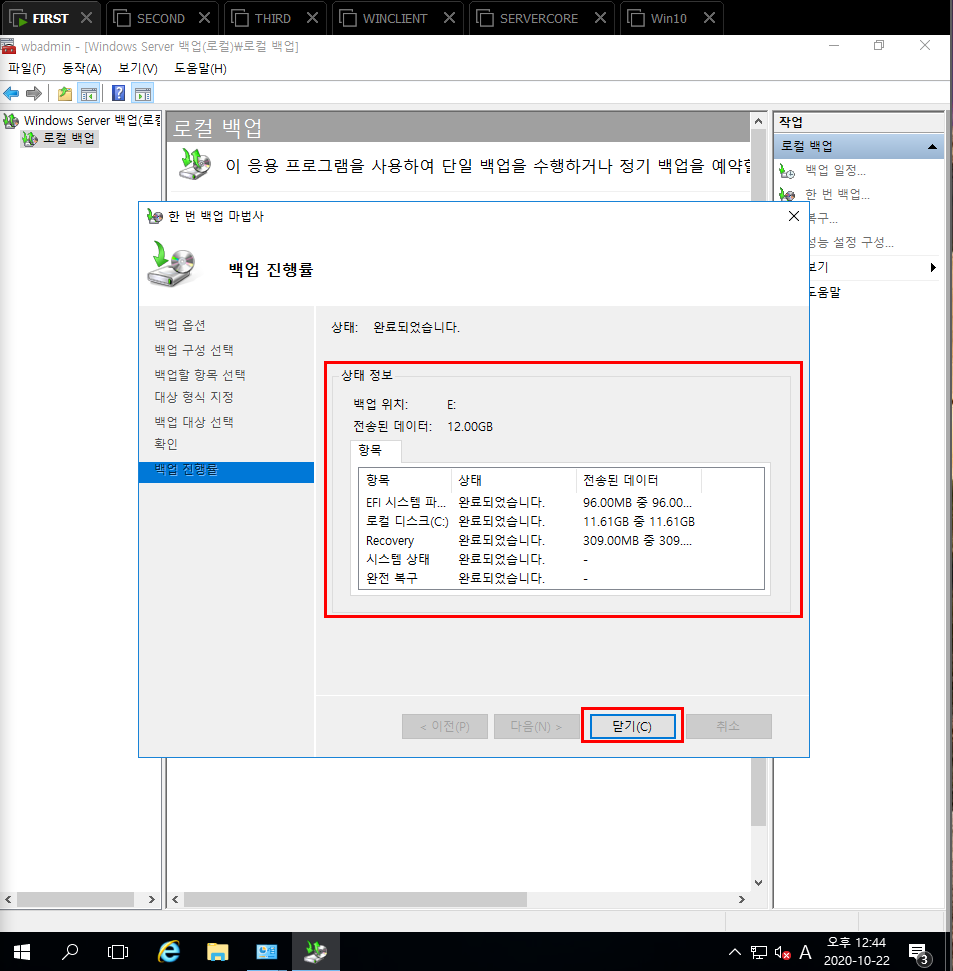 FIRST SECOND THIRD WINCLIENT SERVERCORE Win10
wbadmin - [Windows Server 백업(로컬)₩로컬 백업]
파일(F) 동작(A) 보기(V) 도움말(H)
Windows Server 백업(로컬
로컬 백업
로컬 백업
이 응용 프로그램을 사용하여 단일 백업을 수행하거나 정기 백업을 예약할
작업
로컬 백업
백업 일정...
한 번 백업...
복구...
성능 설정 구성...
보기
도움말
한 번 백업 마법사
백업 진행률
백업 옵션
백업 구성 선택
백업할 항목 선택
대상 형식 지정
백업 대상 선택
확인
백업 진행률
상태: 완료되었습니다.
상태 정보
백업 위치: E:
전송된 데이터: 12.00GB
항목
항목 상태 전송된 데이터
EFI 시스템 파... 완료되었습니다. 96.00MB 중 96.00...
로컬 디스크(C:) 완료되었습니다. 11.61GB 중 11.61GB
Recovery 완료되었습니다. 309.00MB 중 309....
시스템 상태 완료되었습니다. -
완전 복구 완료되었습니다. -
< 이전(P) 다음(N) > 닫기(C) 취소
A 오후 12:44
2020-10-22 3